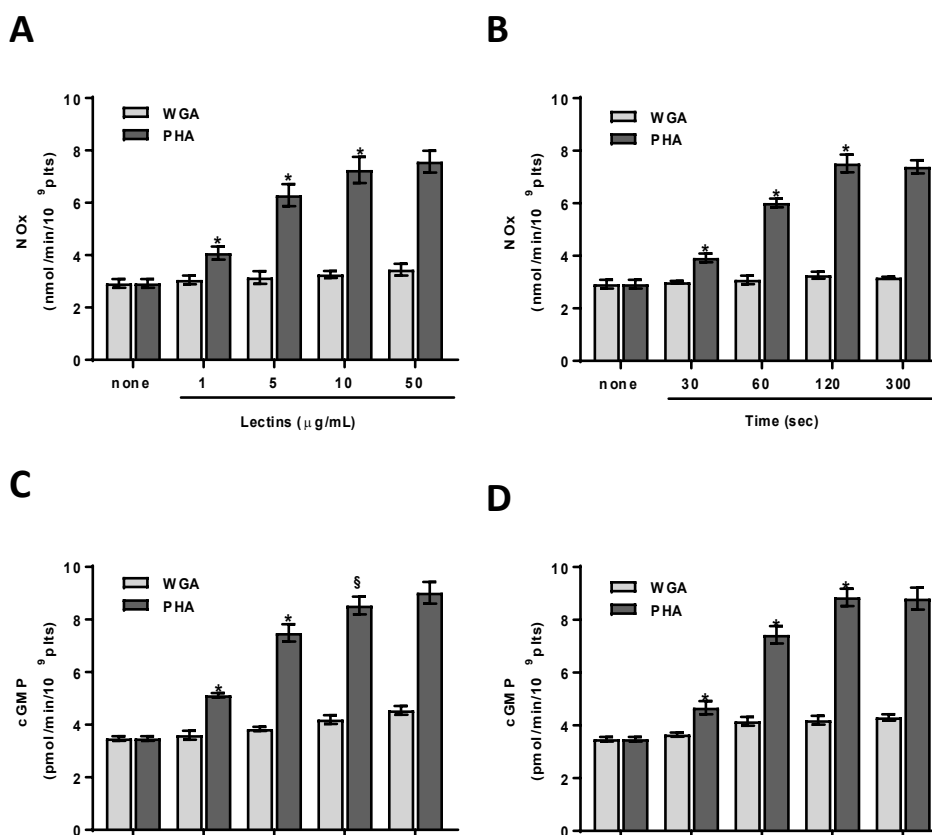 A
B
10
8
6
4
2
0
NOx
(nmol/min/10 9 plts)
WGA
PHA
*
*
*
none 1 5 10 50
Lectins (μg/mL)
10
8
6
4
2
0
NOx
(nmol/min/10 9 plts)
WGA
PHA
*
*
*
none 30 60 120 300
Time (sec)
C
D
10
8
6
4
2
0
cGMP
(pmol/min/10 9 plts)
WGA
PHA
*
*
§
10
8
6
4
2
0
cGMP
(pmol/min/10 9 plts)
WGA
PHA
*
*
*